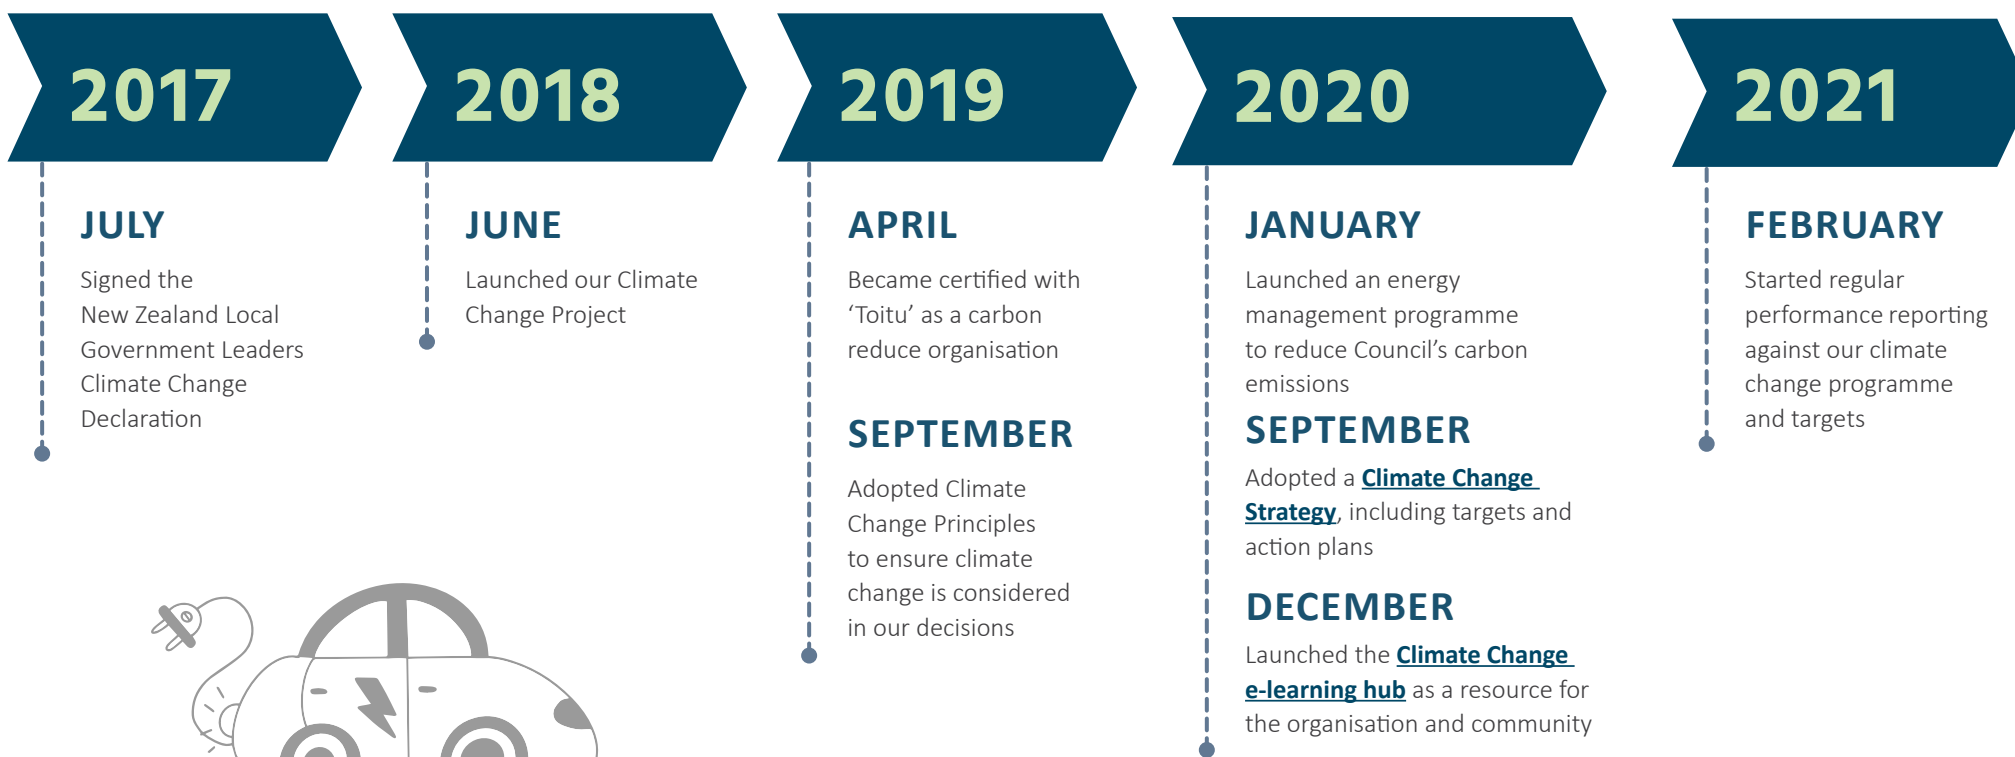 2017
JULY
Signed the
New Zealand Local
Government Leaders
Climate Change
Declaration
2018
JUNE
Launched our Climate
Change Project
2019
APRIL
Became certified with
‘Toitu’ as a carbon
reduce organisation
SEPTEMBER
Adopted Climate
Change Principles
to ensure climate
change is considered
in our decisions
2020
JANUARY
Launched an energy
management programme
to reduce Council’s carbon
emissions
SEPTEMBER
Adopted a Climate Change
Strategy, including targets and
action plans
DECEMBER
Launched the Climate Change
e-learning hub as a resource for
the organisation and community
2021
FEBRUARY
Started regular
performance reporting
against our climate
change programme
and targets